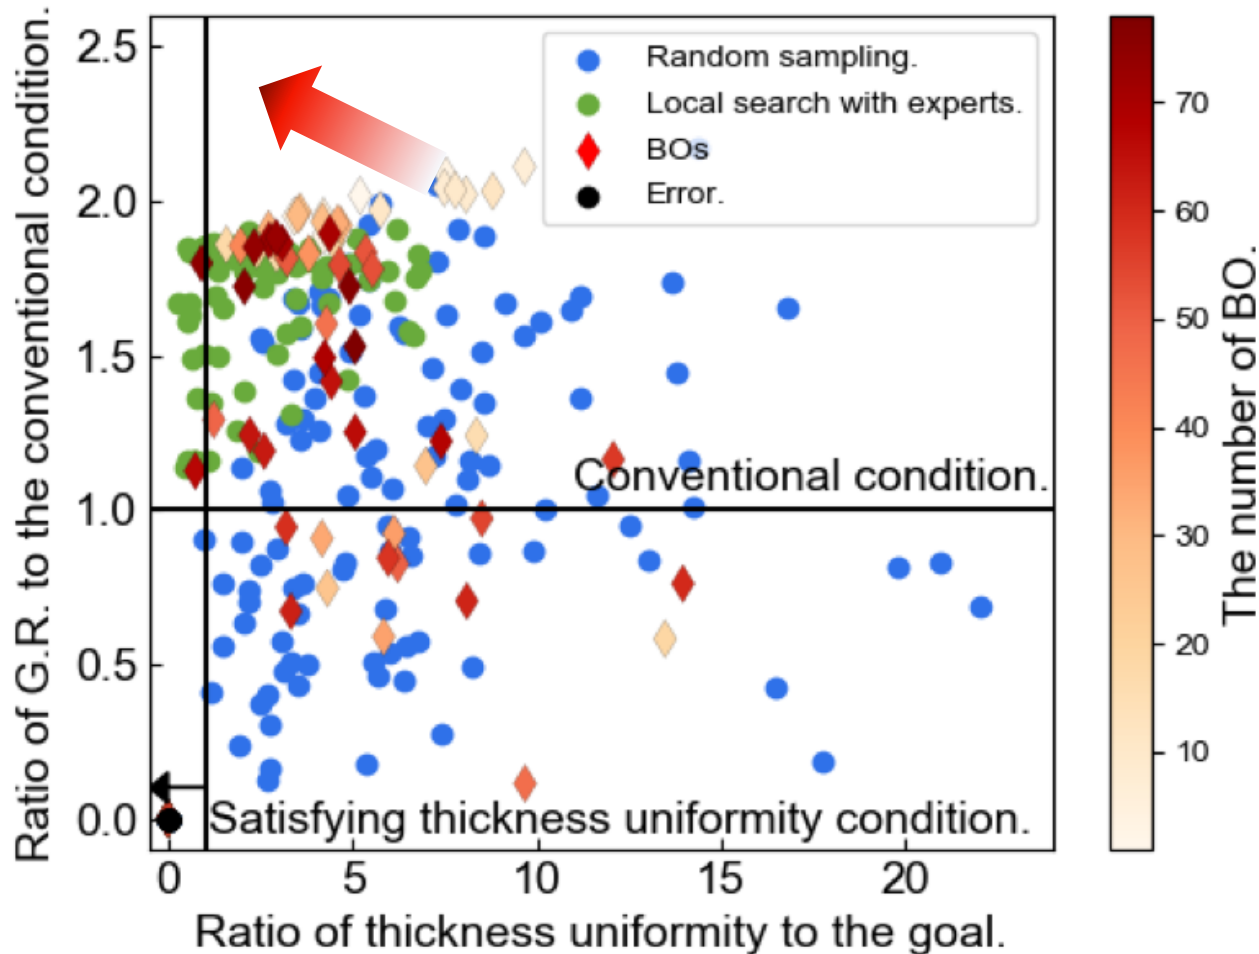 Ratio of G.R. to the conventional condition.
2.5
2.0
1.5
1.0
0.5
0.0
Random sampling.
Local search with experts.
BOs
Error.
Conventional condition.
Satisfying thickness uniformity condition.
0 5 10 15 20
Ratio of thickness uniformity to the goal.
70
60
50
40
30
20
10
The number of BO.